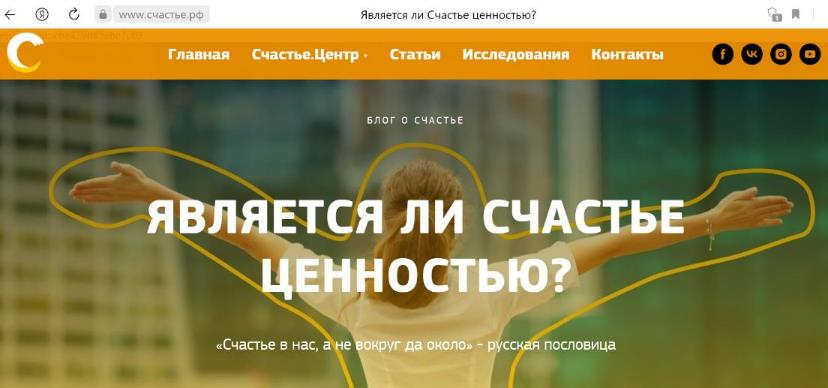 www.счастье.рф
Является ли Счастье ценностью?
1
Главная Счастье.Центр Статьи Исследования Контакты
БЛОГ О СЧАСТЬЕ
ЯВЛЯЕТСЯ ЛИ СЧАСТЬЕ
ЦЕННОСТЬЮ?
«Счастье в нас, а не вокруг да около» - русская пословица